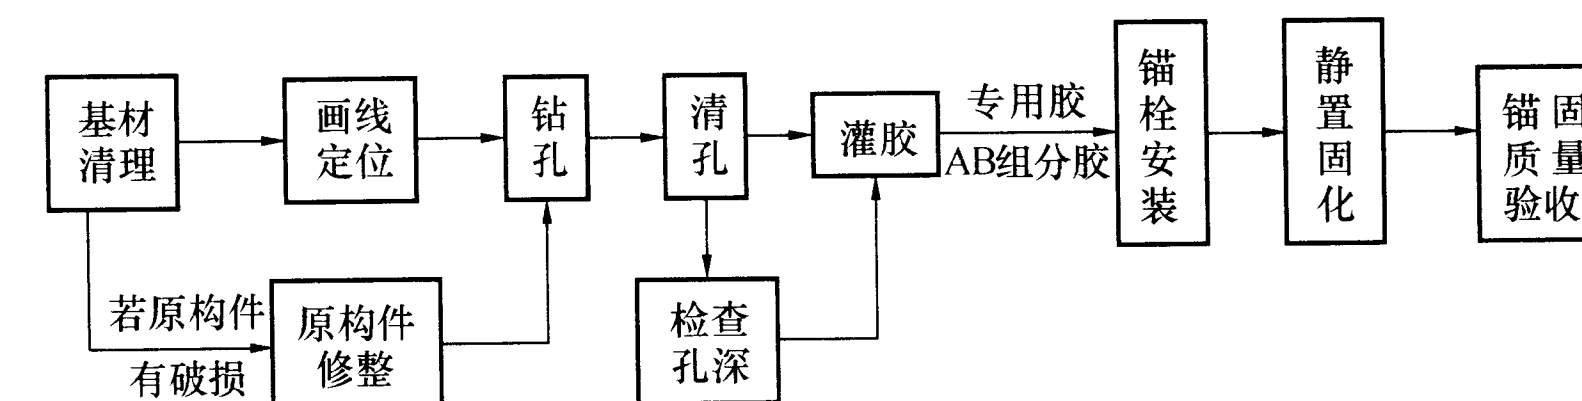 基材
清理
画线
定位
钻
孔
清
孔
灌胶
专用胶
AB组分胶
锚
栓
安
装
静
置
固
化
锚固
质量
验收
若原构件
有破损
原构件
修整
检查
孔深